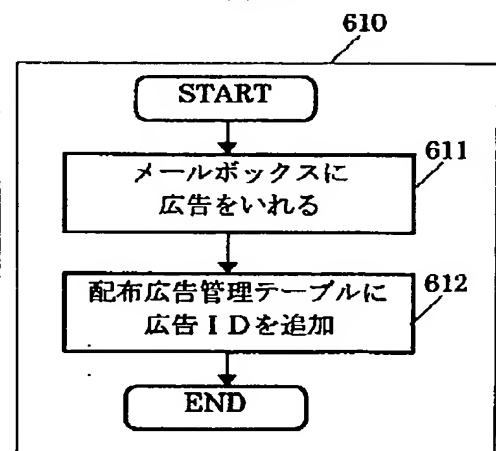 610
START
611
メールボックスに
広告をいれる
612
配布広告管理テーブルに
広告IDを追加
END